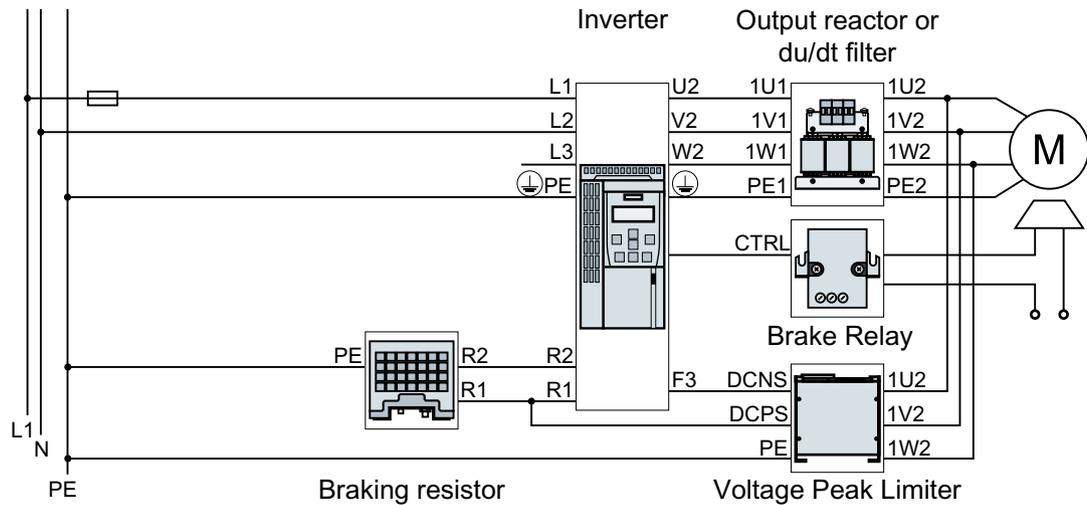 Inverter
Output reactor or
du/dt filter
L1 U2 1U1 1U2
L2 V2 1V1 1V2
L3 W2 1W1 1W2
PE PE1 PE2
M
CTRL
Brake Relay
PE R2 R2
R1 R1
F3 DCNS 1U2
DCPS 1V2
PE 1W2
L1
N
PE
Braking resistor
Voltage Peak Limiter